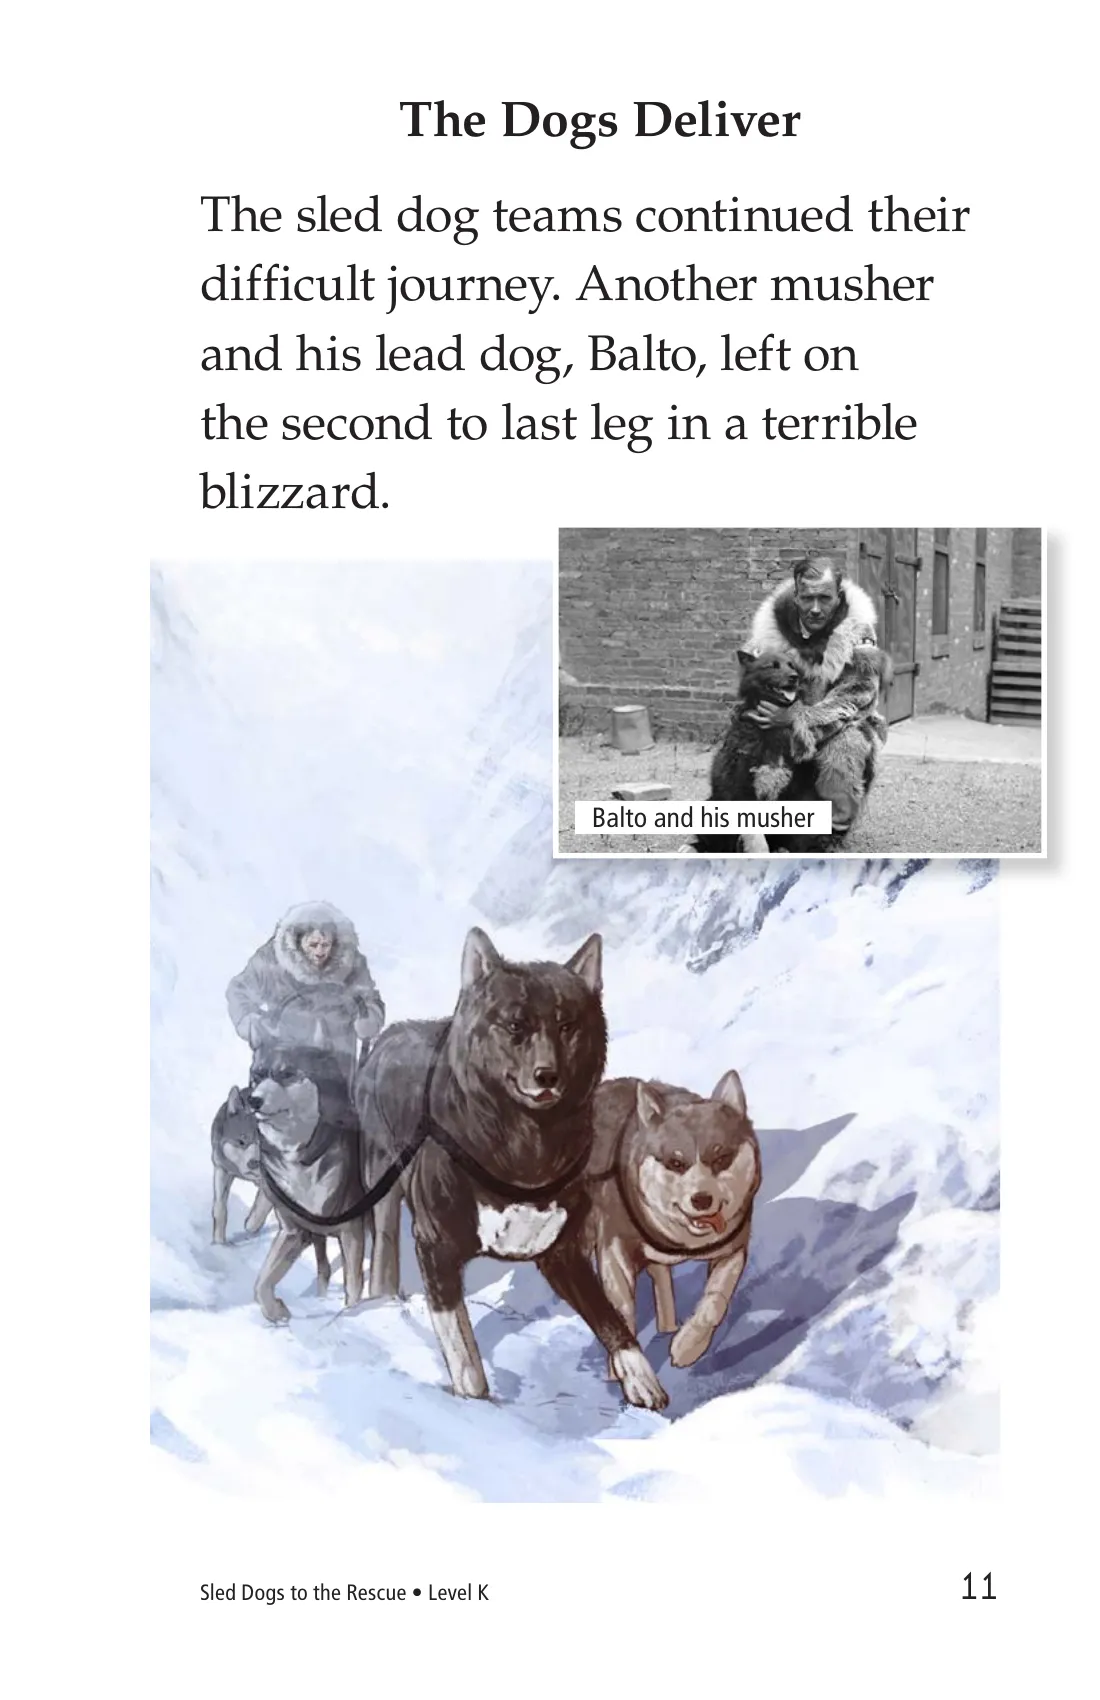 The Dogs Deliver
The sled dog teams continued their
difficult journey. Another musher
and his lead dog, Balto, left on
the second to last leg in a terrible
blizzard.
Balto and his musher
Sled Dogs to the Rescue • Level K
11